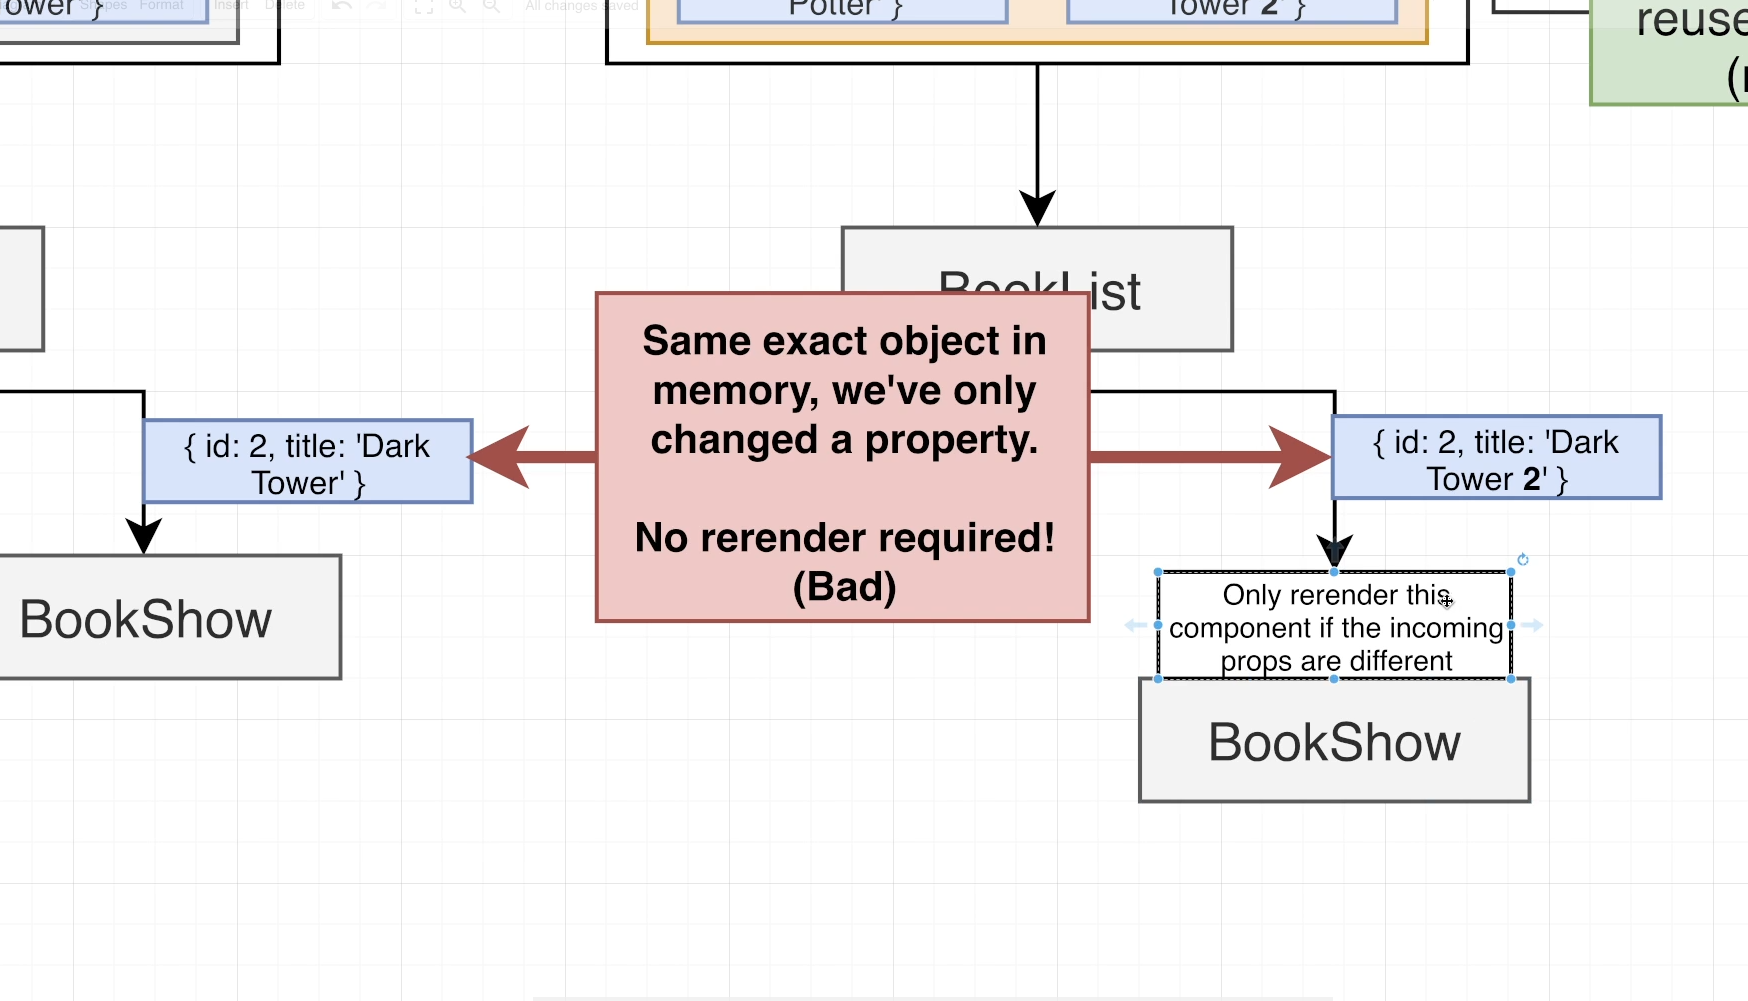 Shapes Format Insert Delete All changes saved
Potter' }
Tower 2' }
reuse
BookList
Same exact object in
memory, we've only
changed a property.
No rerender required!
(Bad)
{ id: 2, title: 'Dark
Tower' }
{ id: 2, title: 'Dark
Tower 2' }
Only rerender this
component if the incoming
props are different
BookShow
BookShow